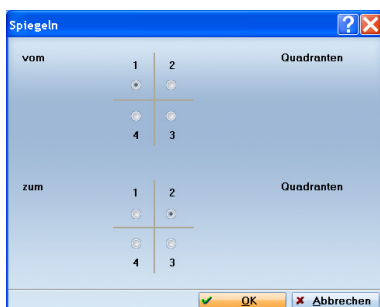 Spiegeln
vom 1 2 Quadranten
4 3
zum 1 2 Quadranten
4 3
OK Abbrechen